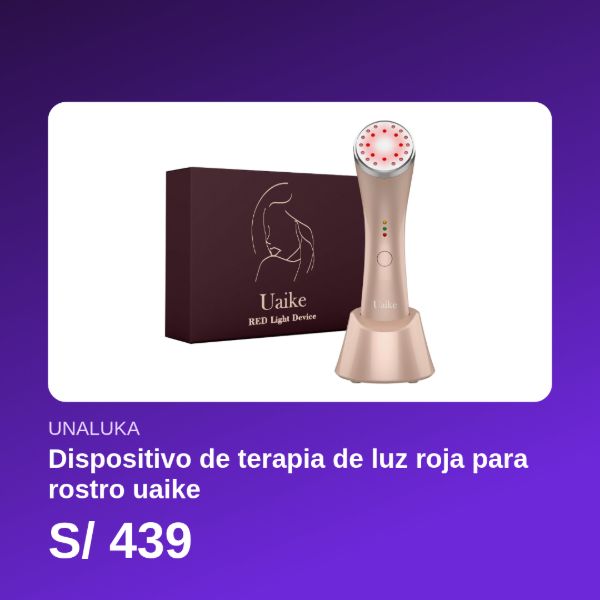 Uaike
RED Light Device
Uaike
UNALUKA
Dispositivo de terapia de luz roja para
rostro uaike
S/ 439